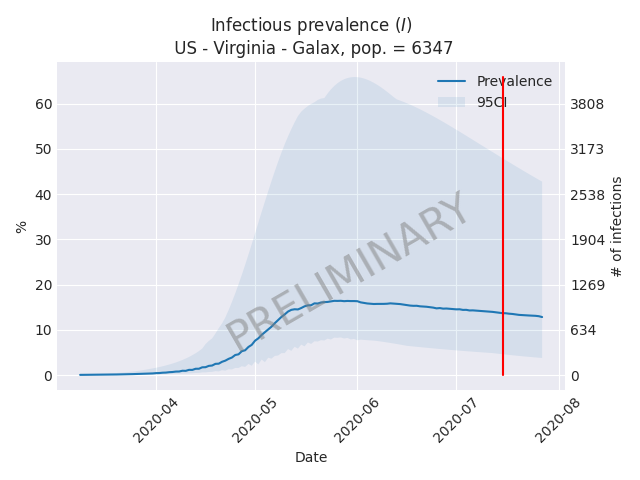 Infectious prevalence (I)
US - Virginia - Galax, pop. = 6347
Prevalence
95CI
60
50
40
30
20
10
0
%
3808
3173
2538
1904
1269
634
0
# of infections
PRELIMINARY
2020-04
2020-05
2020-06
2020-07
2020-08
Date